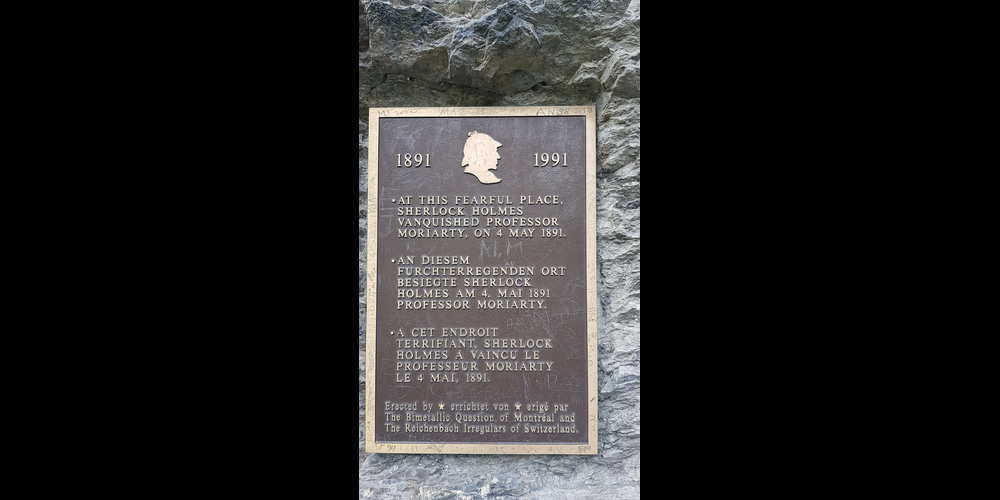 1891 1991
•AT THIS FEARFUL PLACE,
SHERLOCK HOLMES
VANQUISHED PROFESSOR
MORIARTY, ON 4 MAY 1891.
•AN DIESEM
FURCHTERREGENDEN ORT
BESIEGTE SHERLOCK
HOLMES AM 4. MAI 1891
PROFESSOR MORIARTY.
•A CET ENDROIT
TERRIFIANT, SHERLOCK
HOLMES A VAINCU LE
PROFESSEUR MORIARTY
LE 4 MAI, 1891.
Erected by ★ errichtet von ★ erigé par
The Bimetallic Question of Montréal and
The Reichenbach Irregulars of Switzerland.